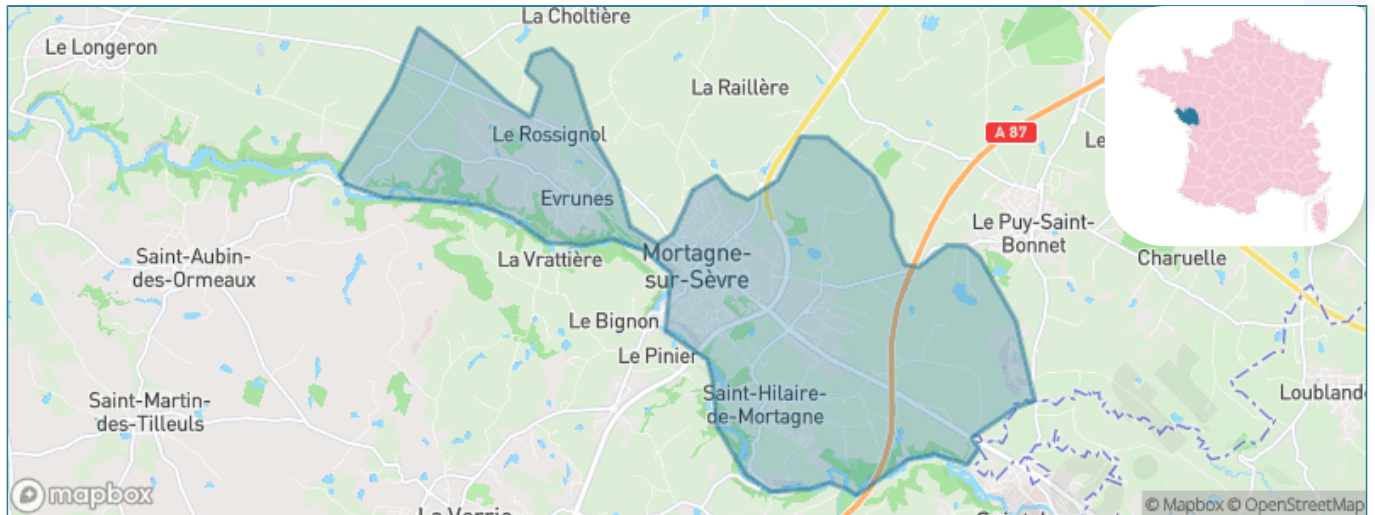 La Choltière
Le Longeron
La Raillère
A 87
Le Rossignol
Evrunes
Le Puy-Saint-
Bonnet
Saint-Aubin-
des-Ormeaux
La Vrattière
Mortagne-
sur-Sèvre
Charuelle
Le Bignon
Le Pinier
Saint-Hilaire-
de-Mortagne
Saint-Martin-
des-Tilleuls
mapbox
© Mapbox © OpenStreetMap